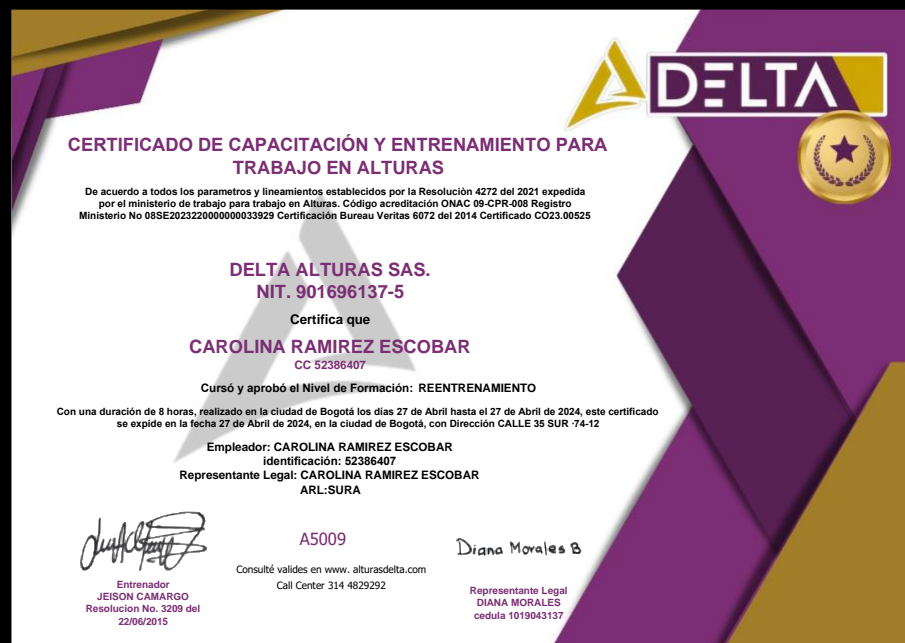 DELTA
CERTIFICADO DE CAPACITACIÓN Y ENTRENAMIENTO PARA
TRABAJO EN ALTURAS
De acuerdo a todos los parametros y lineamientos establecidos por la Resoluciòn 4272 del 2021 expedida
por el ministerio de trabajo para trabajo en Alturas. Código acreditación ONAC 09-CPR-008 Registro
Ministerio No 08SE2023220000000033929 Certificación Bureau Veritas 6072 del 2014 Certificado CO23.00525
DELTA ALTURAS SAS.
NIT. 901696137-5
Certifica que
CAROLINA RAMIREZ ESCOBAR
CC 52386407
Cursó y aprobó el Nivel de Formación: REENTRENAMIENTO
Con una duración de 8 horas, realizado en la ciudad de Bogotá los días 27 de Abril hasta el 27 de Abril de 2024, este certificado
se expide en la fecha 27 de Abril de 2024, en la ciudad de Bogotá, con Dirección CALLE 35 SUR -74-12
Empleador: CAROLINA RAMIREZ ESCOBAR
identificación: 52386407
Representante Legal: CAROLINA RAMIREZ ESCOBAR
ARL:SURA
A5009
Consulté valides en www. alturasdelta.com
Call Center 314 4829292
Entrenador
JEISON CAMARGO
Resolucion No. 3209 del
22/06/2015
Diana Morales B
Representante Legal
DIANA MORALES
cedula 1019043137